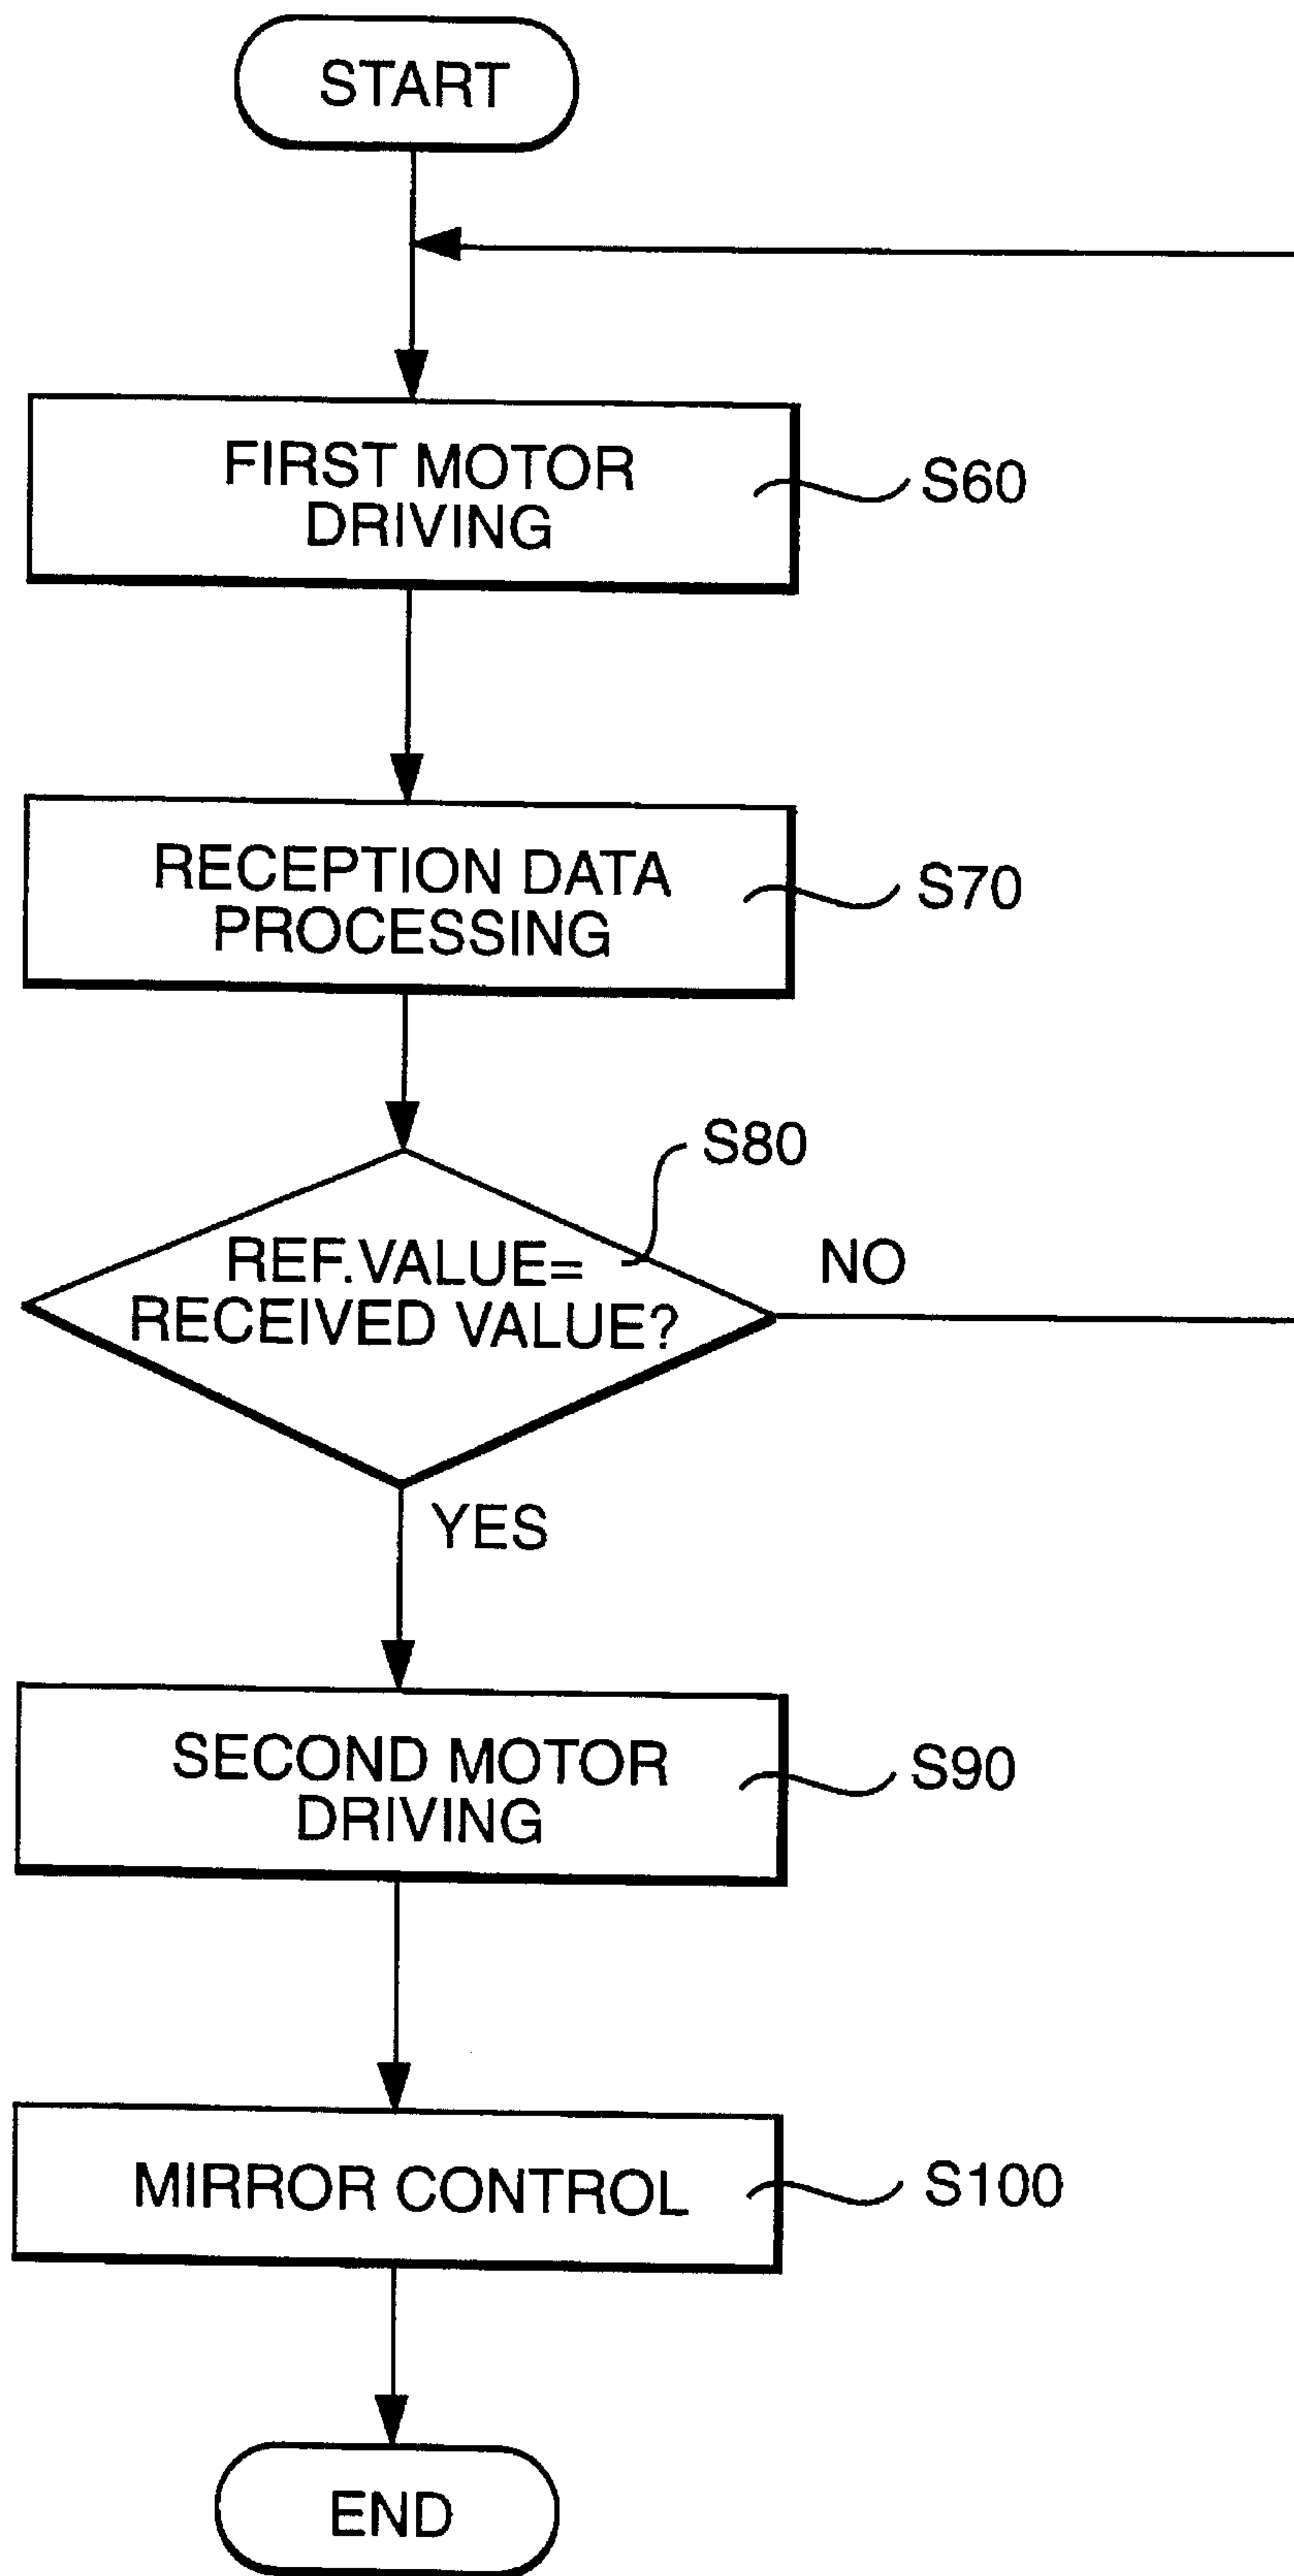 START
FIRST MOTOR
DRIVING
S60
RECEPTION DATA
PROCESSING
S70
S80
REF.VALUE=
RECEIVED VALUE?
NO
YES
SECOND MOTOR
DRIVING
S90
MIRROR CONTROL
S100
END